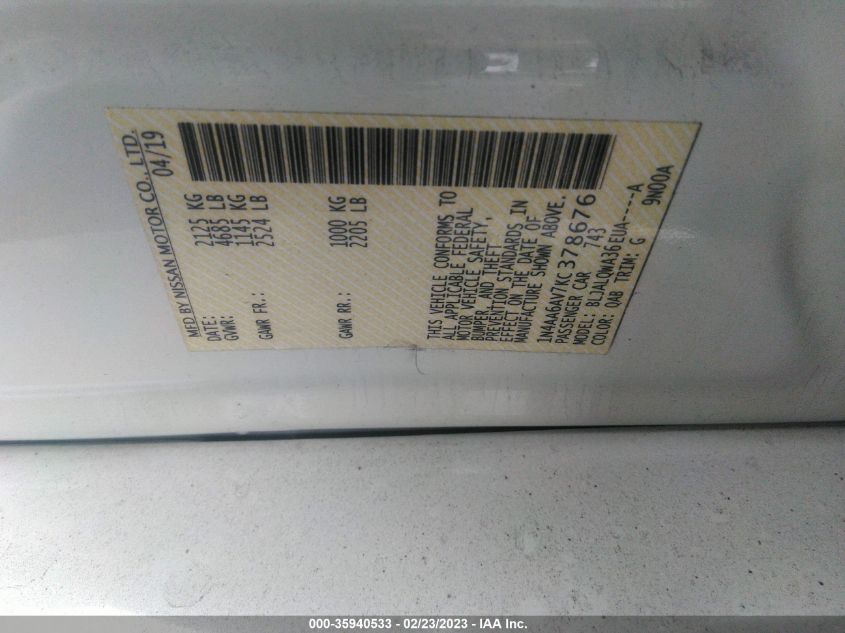 MFD BY NISSAN MOTOR CO., LTD.
DATE: 04/19
GVWR: 2125 KG
4685 LB
GAWR FR.: 1145 KG
2524 LB
GAWR RR.: 1000 KG
2205 LB
THIS VEHICLE CONFORMS TO
ALL APPLICABLE FEDERAL
MOTOR VEHICLE SAFETY,
BUMPER, AND THEFT
PREVENTION STANDARDS IN
EFFECT ON THE DATE OF
MANUFACTURE SHOWN ABOVE.
1N4AA6AV7KC378676
PASSENGER CAR 743
MODEL: BLJALQWA36EUA-----A
COLOR: QAB TRIM: G 9N00A
000-35940533 - 02/23/2023 - IAA Inc.